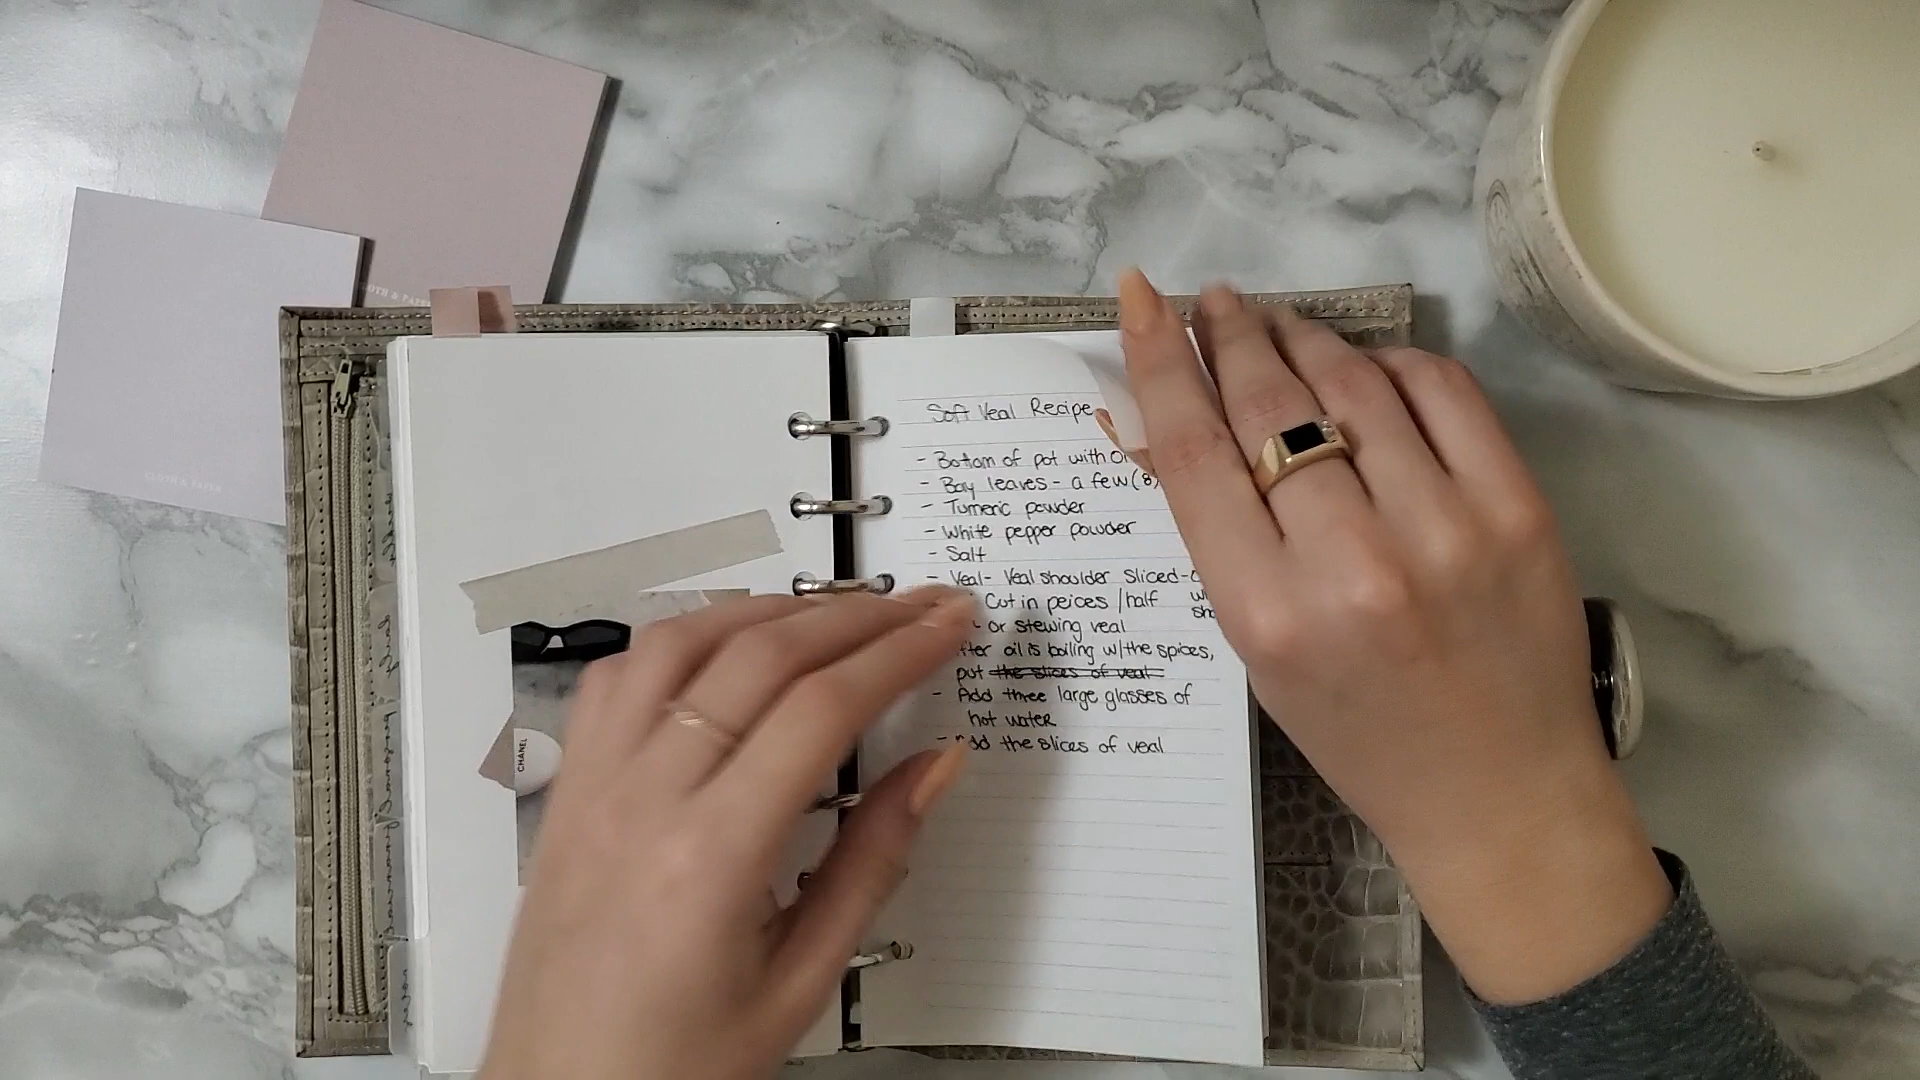 CLOTH & PAPER
CHANEL
Soft Veal Recipe
- Bottom of pot with
- Bay leaves - a few (8)
- Tumeric powder
- White pepper powder
- Salt
- Veal - Veal shoulder Sliced -
Cut in peices / half
or stewing veal
oil is boiling w/ the spices,
put the slices of veal
- Add three large glasses of
hot water
- Add the slices of veal